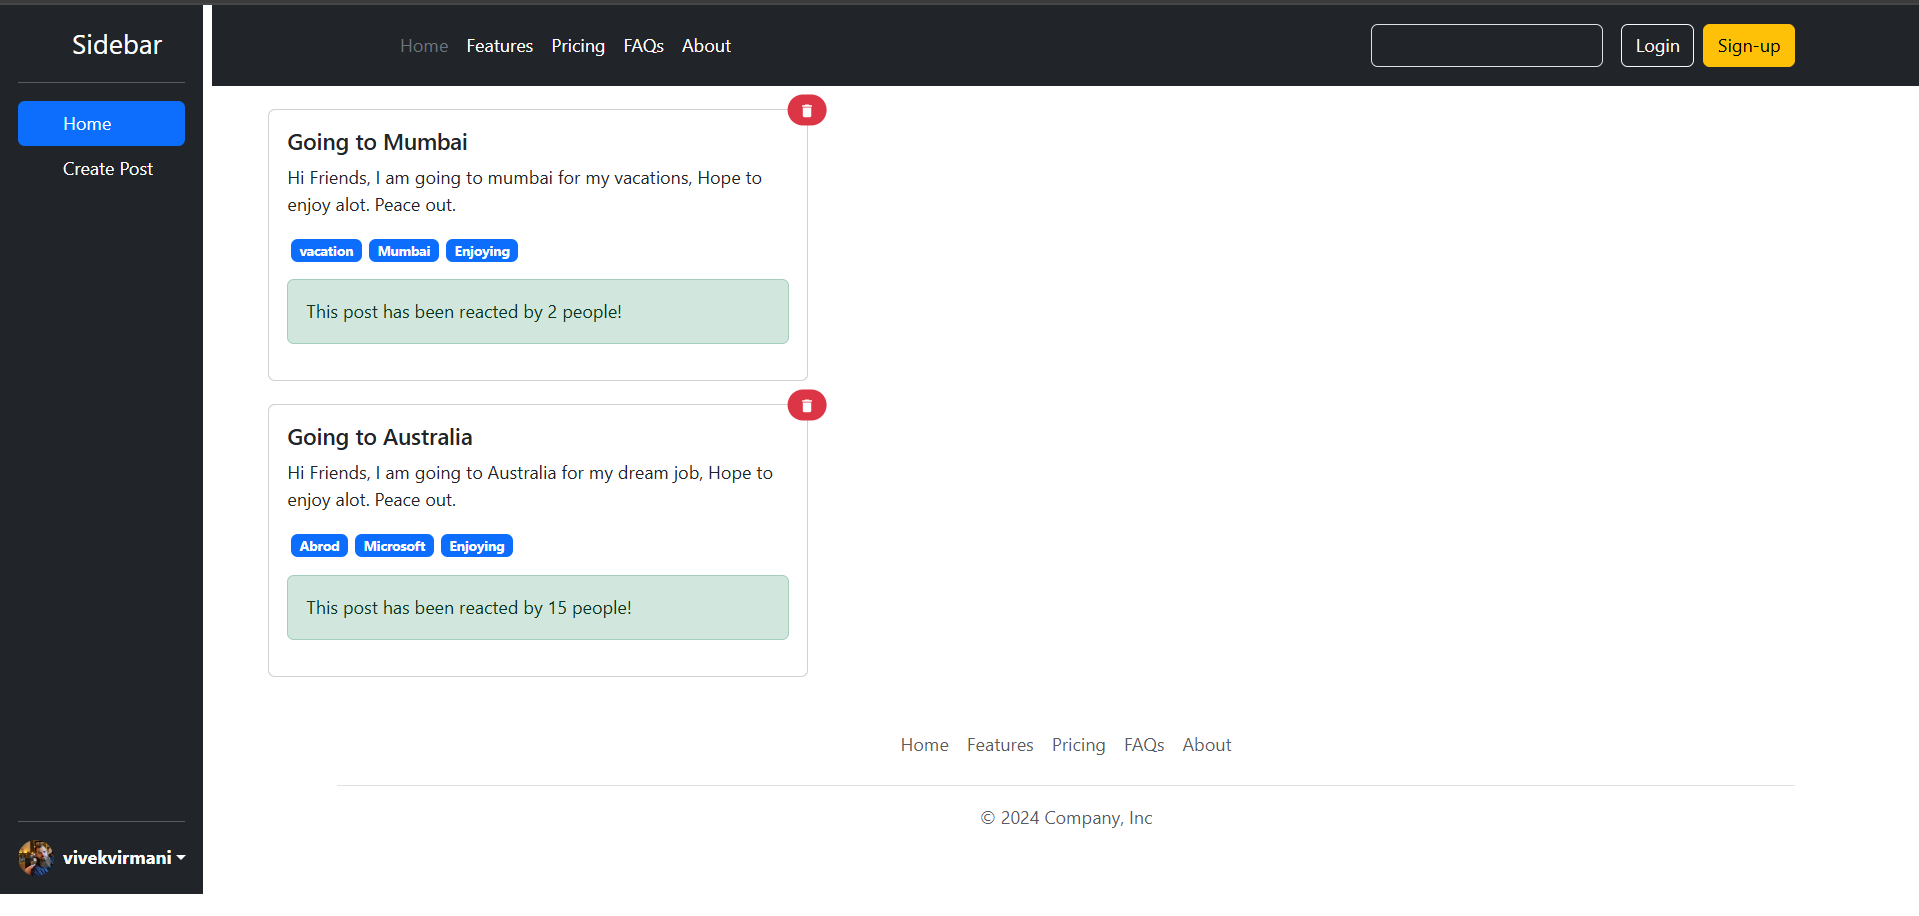 Sidebar
Home
Create Post
vivekvirmani
Home Features Pricing FAQs About
Login Sign-up
Going to Mumbai
Hi Friends, I am going to mumbai for my vacations, Hope to
enjoy alot. Peace out.
vacation Mumbai Enjoying
This post has been reacted by 2 people!
Going to Australia
Hi Friends, I am going to Australia for my dream job, Hope to
enjoy alot. Peace out.
Abrod Microsoft Enjoying
This post has been reacted by 15 people!
Home Features Pricing FAQs About
© 2024 Company, Inc